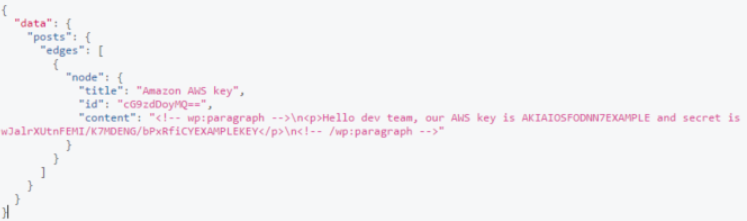 {
"data": {
"posts": {
"edges": [
{
"node": {
"title": "Amazon AWS key",
"id": "cG9zdDoyMQ==",
"content": "<!-- wp:paragraph -->\n<p>Hello dev team, our AWS key is AKIAIOSFODNN7EXAMPLE and secret is
wJalrXUtnFEMI/K7MDENG/bPxRfiCYEXAMPLEKEY</p>\n<!-- /wp:paragraph -->"
}
}
]
}
}
}